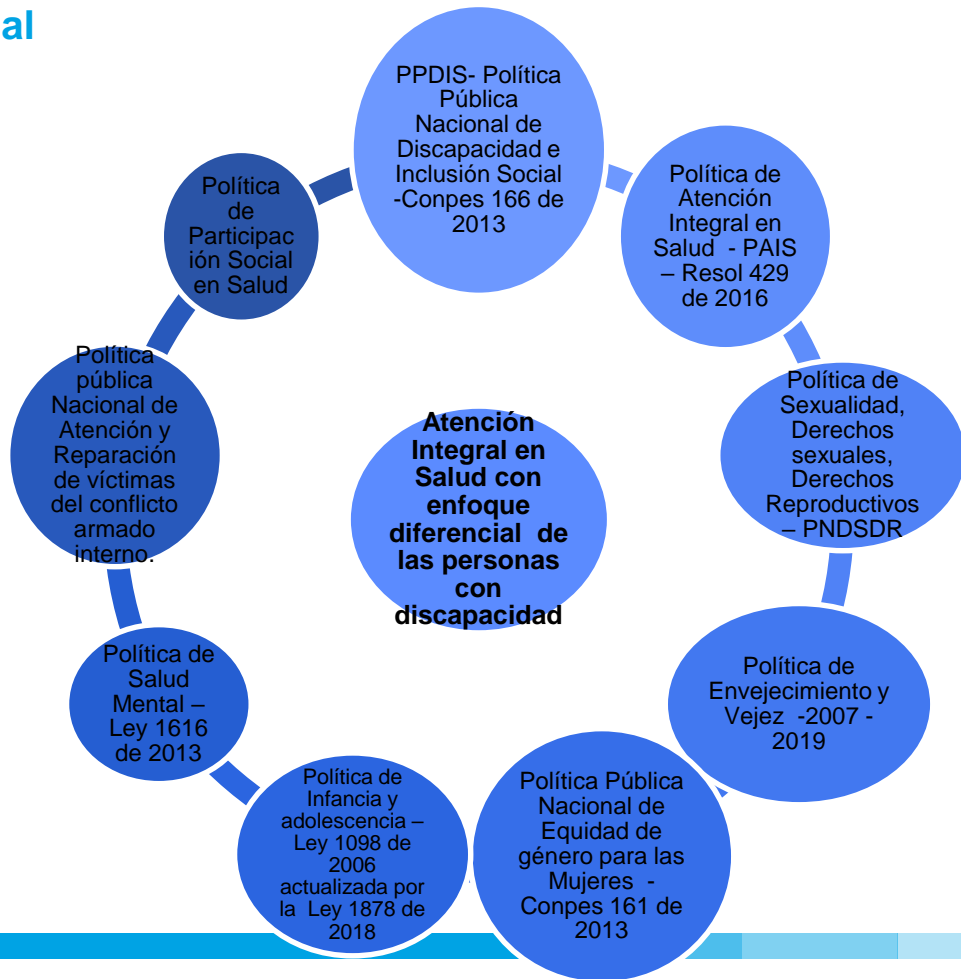 al
PPDIS- Política
Pública
Nacional de
Discapacidad e
Inclusión Social
-Conpes 166 de
2013
Política de
Atención
Integral en
Salud - PAIS
– Resol 429
de 2016
Política de
Sexualidad,
Derechos
sexuales,
Derechos
Reproductivos
– PNDSDR
Política de
Envejecimiento y
Vejez -2007 -
2019
Política Pública
Nacional de
Equidad de
género para las
Mujeres -
Conpes 161 de
2013
Política de
Infancia y
adolescencia –
Ley 1098 de
2006
actualizada por
la Ley 1878 de
2018
Política de
Salud
Mental –
Ley 1616
de 2013
Política
pública
Nacional de
Atención y
Reparación
de víctimas
del conflicto
armado
interno.
Política
de
Participac
ión Social
en Salud
Atención
Integral en
Salud con
enfoque
diferencial de
las personas
con
discapacidad